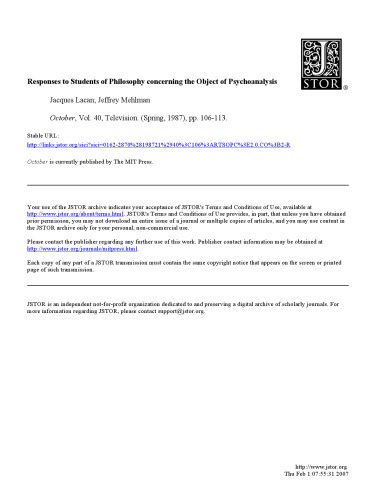 JSTOR ®
Responses to Students of Philosophy concerning the Object of Psychoanalysis
Jacques Lacan; Jeffrey Mehlman
October, Vol. 40, Television. (Spring, 1987), pp. 106-113.
Stable URL:
http://links.jstor.org/sici?sici=0162-2870%28198721%2940%3C106%3ARTSOPC%3E2.0.CO%3B2-R
October is currently published by The MIT Press.
Your use of the JSTOR archive indicates your acceptance of JSTOR's Terms and Conditions of Use, available at
http://www.jstor.org/about/terms.html. JSTOR's Terms and Conditions of Use provides, in part, that unless you have obtained
prior permission, you may not download an entire issue of a journal or multiple copies of articles, and you may use content in
the JSTOR archive only for your personal, non-commercial use.
Please contact the publisher regarding any further use of this work. Publisher contact information may be obtained at
http://www.jstor.org/journals/mitpress.html.
Each copy of any part of a JSTOR transmission must contain the same copyright notice that appears on the screen or printed
page of such transmission.
JSTOR is an independent not-for-profit organization dedicated to and preserving a digital archive of scholarly journals. For
more information regarding JSTOR, please contact support@jstor.org.
http://www.jstor.org
Thu Feb 1 07:55:31 2007